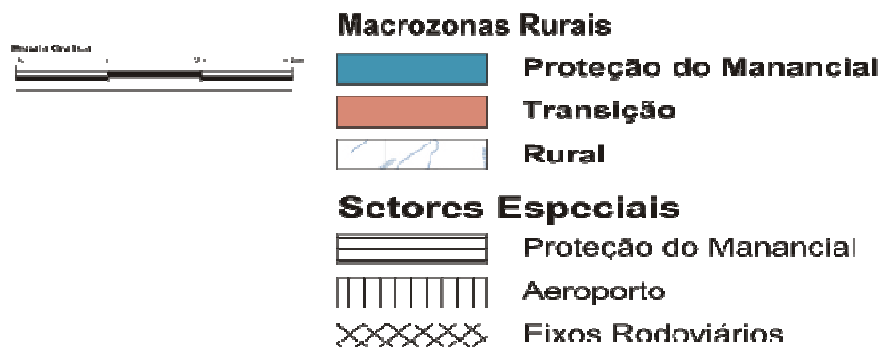 Macrozonas Rurais
Proteção do Manancial
Transição
Rural
Setores Especiais
Proteção do Manancial
Aeroporto
Eixos Rodoviários